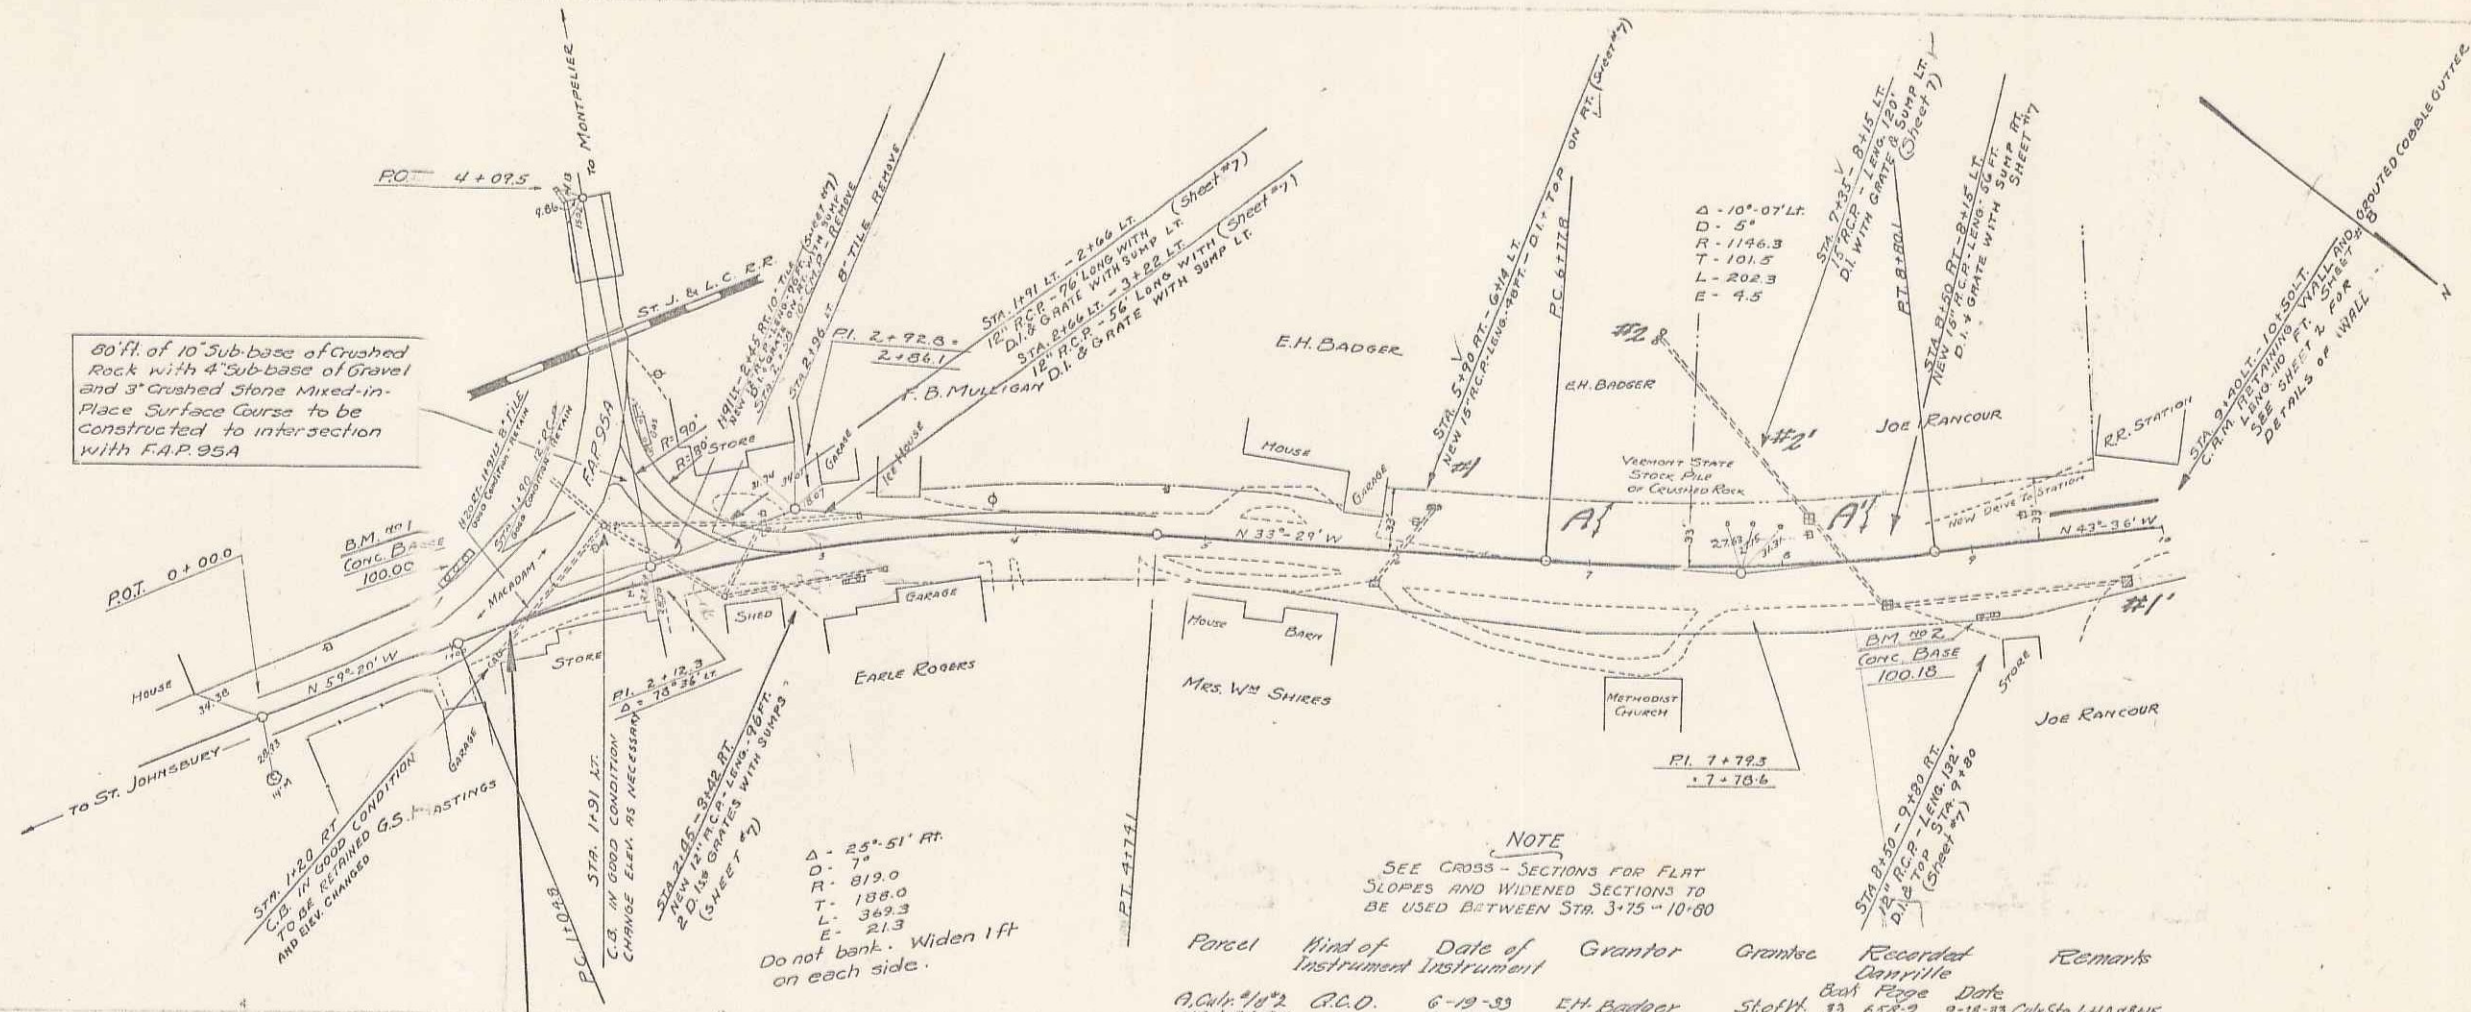 to MONTPELIER
P.O. 4+09.5
9.86
ST. J. & L. C. R.R.
80' ft. of 10" Sub-base of Crushed
Rock with 4" Sub-base of Gravel
and 3" Crushed Stone Mixed-in-
Place Surface Course to be
Constructed to intersection
with F.A.P. 95A
F.A.P. 95A
8" TILE REMOVE
STA. 2+96 LT.
P.I. 2+92.8
2+86.1
STA. 1+91 LT. - 2+66 LT.
12" R.C.P. - 76' LONG WITH (Sheet #7)
D.I. & GRATE WITH SUMP LT.
STA. 2+66 LT. - 3+22 LT.
12" R.C.P. - 56' LONG WITH (Sheet #7)
D.I. & GRATE WITH SUMP LT.
F. B. MULLIGAN
E.H. BADGER
STA. 5+90 RT. - 6+14 LT.
NEW 15" R.C.P. - LENG. - 48 FT. - D.I. + TOP ON RT. (Sheet #7)
#1
P.C. 6+77.8
E.H. BADGER
Δ - 10°-07' LT.
D - 5°
R - 1146.3
T - 101.5
L - 202.3
E - 4.5
#2
STA. 7+35 - 8+15 LT.
15" R.C.P. - LENG. 120'
D.I. WITH GRATE & SUMP LT.
(Sheet 7)
#2'
P.T. 8+80.1
STA. 8+50 RT - 8+15 LT.
NEW 15" R.C.P. - LENG. - 56 FT.
D.I. + GRATE WITH SUMP RT.
SHEET #7
JOE RANCOUR
R.R. STATION
STA. 9+40 LT. - 10+50 LT.
C.R.M. RETAINING WALL AND GROUTED COBBLE GUTTER
LENG. - 110 FT. SHEET #8
SEE SHEET 2 FOR
DETAILS OF WALL
N
R=90'
STORE
GARAGE
ICE HOUSE
HOUSE
GARAGE
VERMONT STATE
STOCK PILE
OF CRUSHED ROCK
A
A'
NEW DRIVE TO STATION
33'
33'
33'
N 33°-29' W
N 43°-36' W
B.M. No 1
CONC. BASE
100.00
MACADAM
P.O.T. 0+00.0
HOUSE
34.38
N 59°-20' W
28.93
14" M
TO ST. JOHNSBURY
GARAGE
G.S. HASTINGS
STORE
SHED
GARAGE
P.I. 2+12.3
Δ = 78°36' LT.
EARLE ROGERS
HOUSE
BARN
MRS. WM SHIRES
METHODIST
CHURCH
B.M. No 2
CONC. BASE
100.18
#1'
STORE
JOE RANCOUR
P.I. 7+79.3
7+78.6
STA. 1+20 RT
C.B. IN GOOD CONDITION
TO BE RETAINED
AND ELEV. CHANGED
P.C. 1+04.8
STA. 1+91 LT.
C.B. IN GOOD CONDITION
CHANGE ELEV. AS NECESSARY
STA. 2+45 - 3+42 RT.
NEW 12" R.C.P. - LENG. - 96 FT.
2 D.I.s & GRATES WITH SUMPS
(SHEET #7)
Δ - 25°-51' Rt.
D - 7°
R - 819.0
T - 188.0
L - 369.3
E - 21.3
Do not bank. Widen 1 ft
on each side.
P.T. 4+74.1
STA. 8+50 - 9+80 RT.
12" R.C.P. - LENG. 132'
D.I. & TOP STA. 9+80
(Sheet #7)
NOTE
SEE CROSS-SECTIONS FOR FLAT
SLOPES AND WIDENED SECTIONS TO
BE USED BETWEEN STA. 3+75 - 10+80
Parcel Kind of Instrument Date of Instrument Grantor Grantee Recorded Danville Remarks
Book Page Date
A, Culv. #1 & #2 Q.C.D. 6-19-33 E.H. Badger St. of Vt. 33